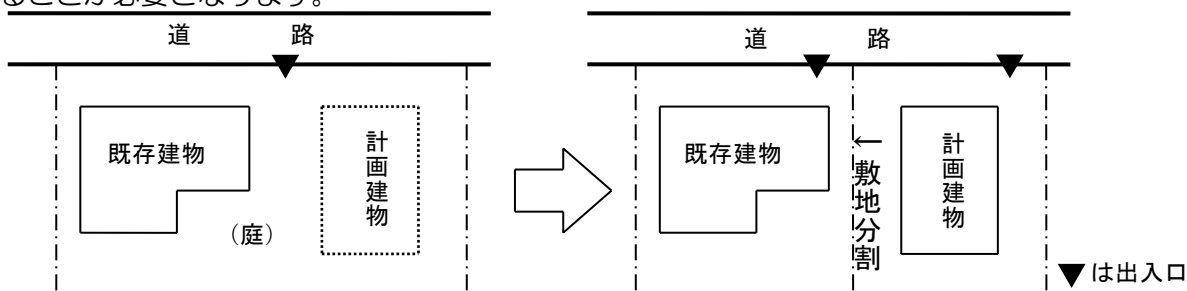 ることが必要となります。
道 路
既存建物
計画建物
(庭)
道 路
既存建物
←敷地分割
計画建物
▼は出入口